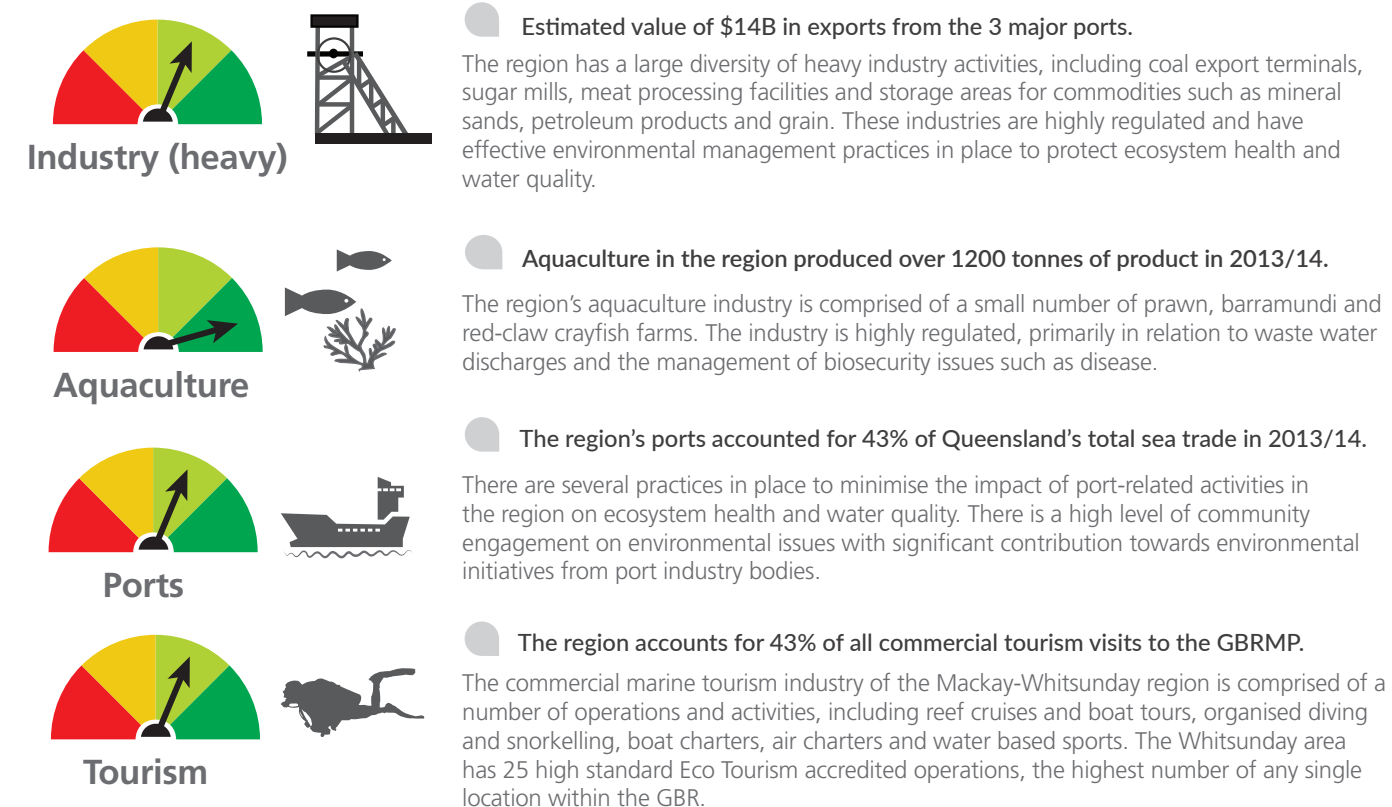 Industry (heavy)
Estimated value of $14B in exports from the 3 major ports.
The region has a large diversity of heavy industry activities, including coal export terminals,
sugar mills, meat processing facilities and storage areas for commodities such as mineral
sands, petroleum products and grain. These industries are highly regulated and have
effective environmental management practices in place to protect ecosystem health and
water quality.
Aquaculture
Aquaculture in the region produced over 1200 tonnes of product in 2013/14.
The region's aquaculture industry is comprised of a small number of prawn, barramundi and
red-claw crayfish farms. The industry is highly regulated, primarily in relation to waste water
discharges and the management of biosecurity issues such as disease.
Ports
The region's ports accounted for 43% of Queensland's total sea trade in 2013/14.
There are several practices in place to minimise the impact of port-related activities in
the region on ecosystem health and water quality. There is a high level of community
engagement on environmental issues with significant contribution towards environmental
initiatives from port industry bodies.
Tourism
The region accounts for 43% of all commercial tourism visits to the GBRMP.
The commercial marine tourism industry of the Mackay-Whitsunday region is comprised of a
number of operations and activities, including reef cruises and boat tours, organised diving
and snorkelling, boat charters, air charters and water based sports. The Whitsunday area
has 25 high standard Eco Tourism accredited operations, the highest number of any single
location within the GBR.